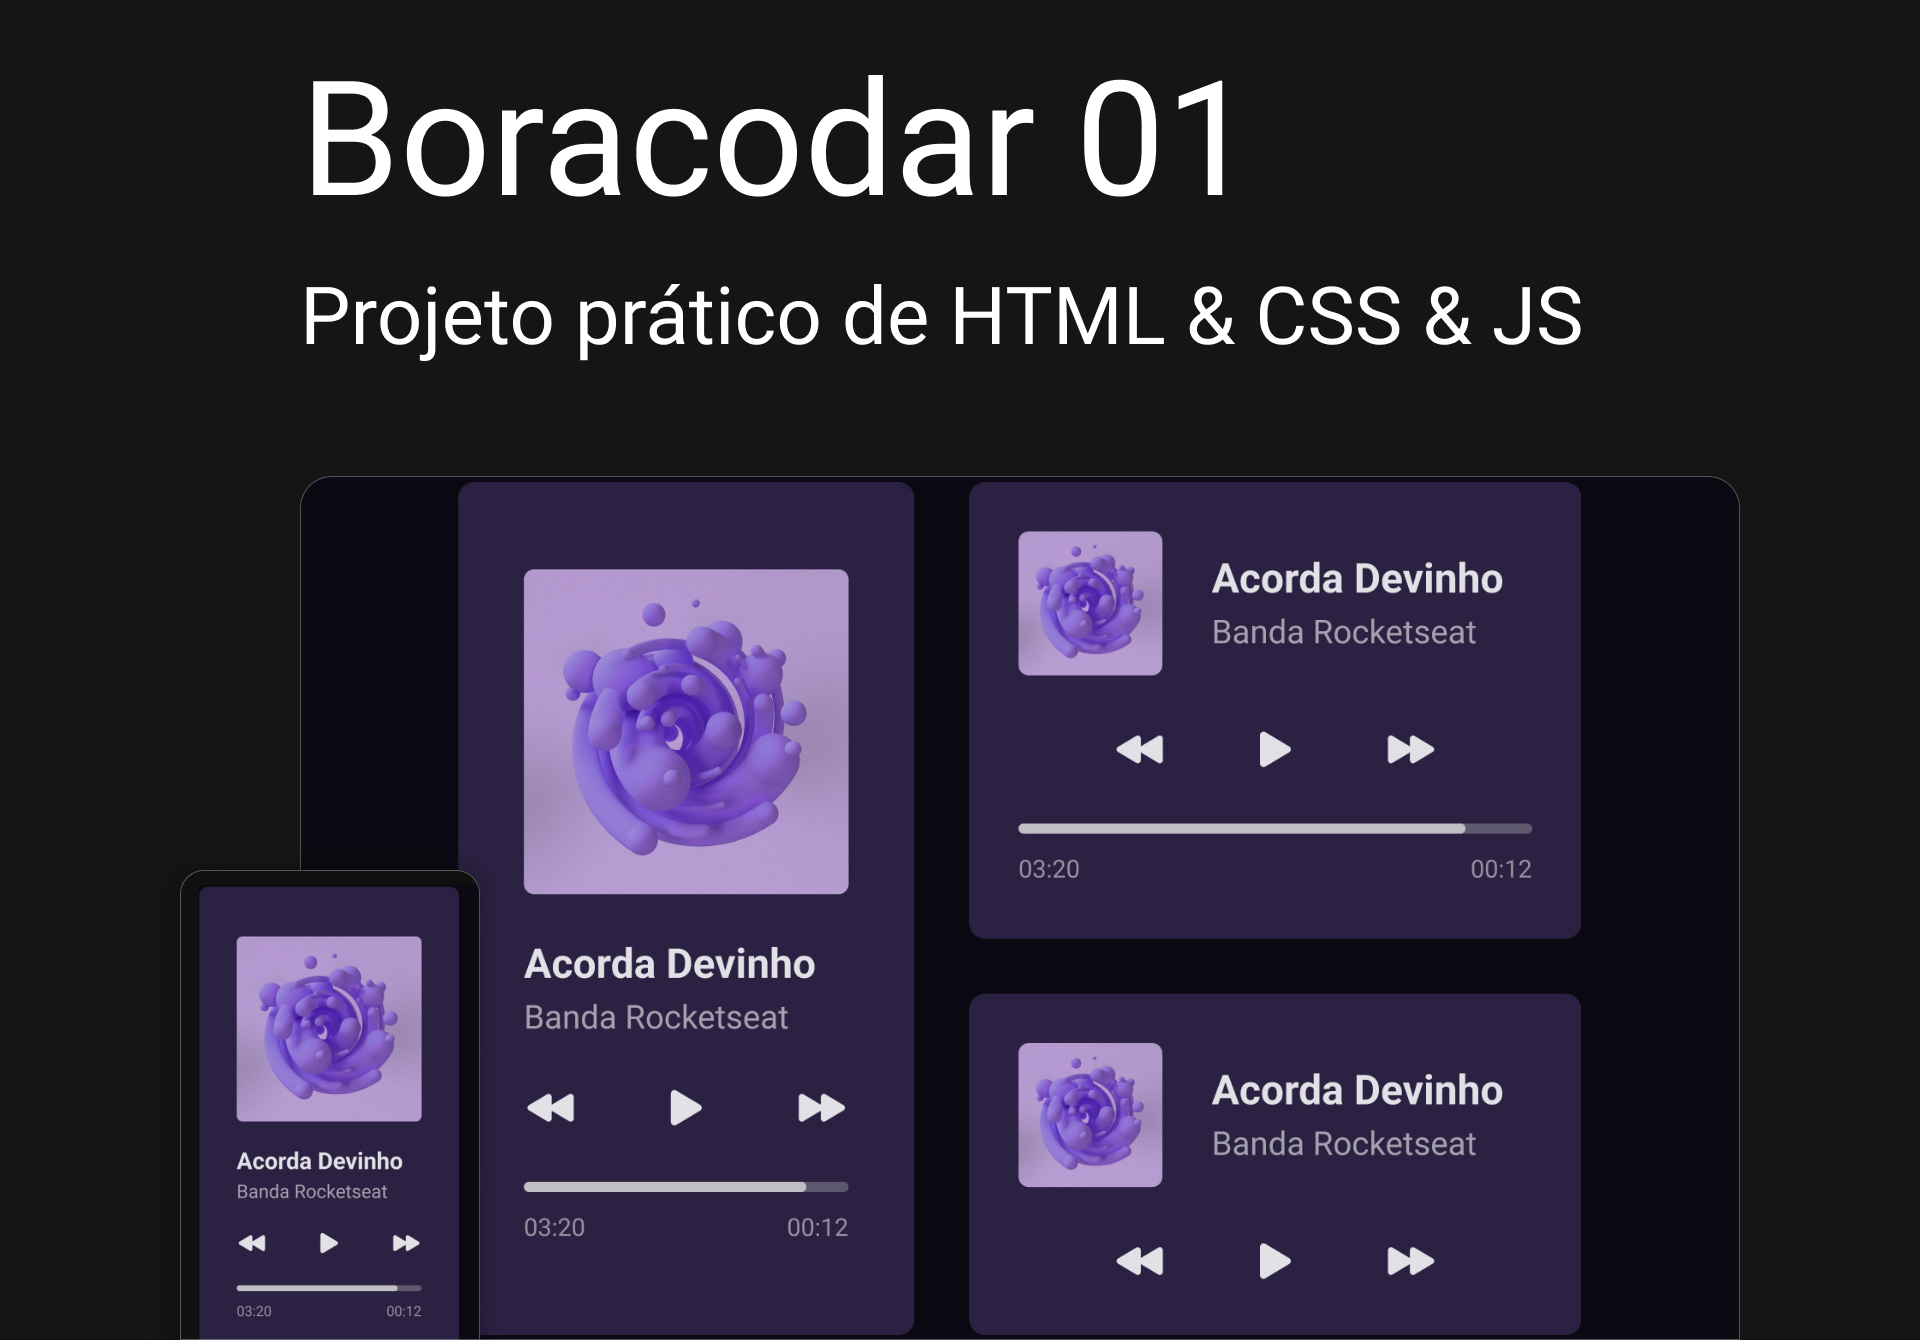 Boracodar 01
Projeto prático de HTML & CSS & JS
Acorda Devinho
Banda Rocketseat
03:20 00:12
Acorda Devinho
Banda Rocketseat
03:20 00:12
Acorda Devinho
Banda Rocketseat
Acorda Devinho
Banda Rocketseat
03:20 00:12